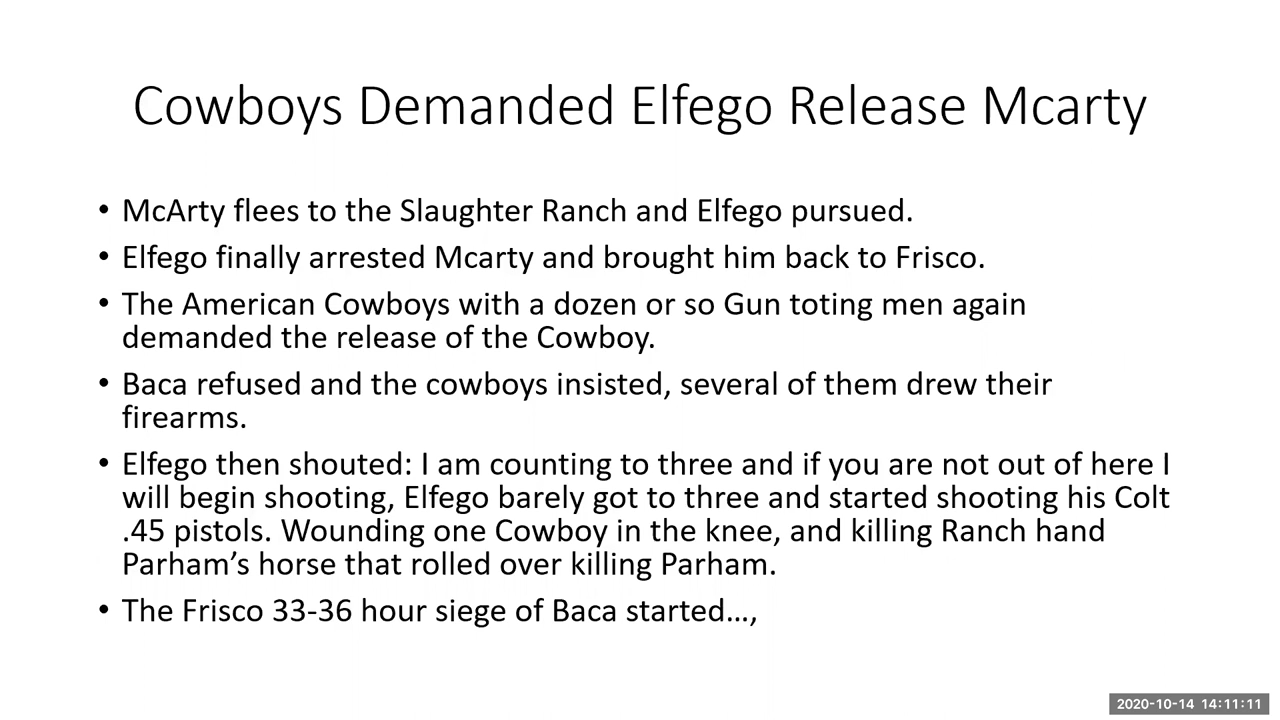 Cowboys Demanded Elfego Release Mcarty
• McArty flees to the Slaughter Ranch and Elfego pursued.
• Elfego finally arrested Mcarty and brought him back to Frisco.
• The American Cowboys with a dozen or so Gun toting men again
demanded the release of the Cowboy.
• Baca refused and the cowboys insisted, several of them drew their
firearms.
• Elfego then shouted: I am counting to three and if you are not out of here I
will begin shooting, Elfego barely got to three and started shooting his Colt
.45 pistols. Wounding one Cowboy in the knee, and killing Ranch hand
Parham’s horse that rolled over killing Parham.
• The Frisco 33-36 hour siege of Baca started…,
2020-10-14 14:11:11